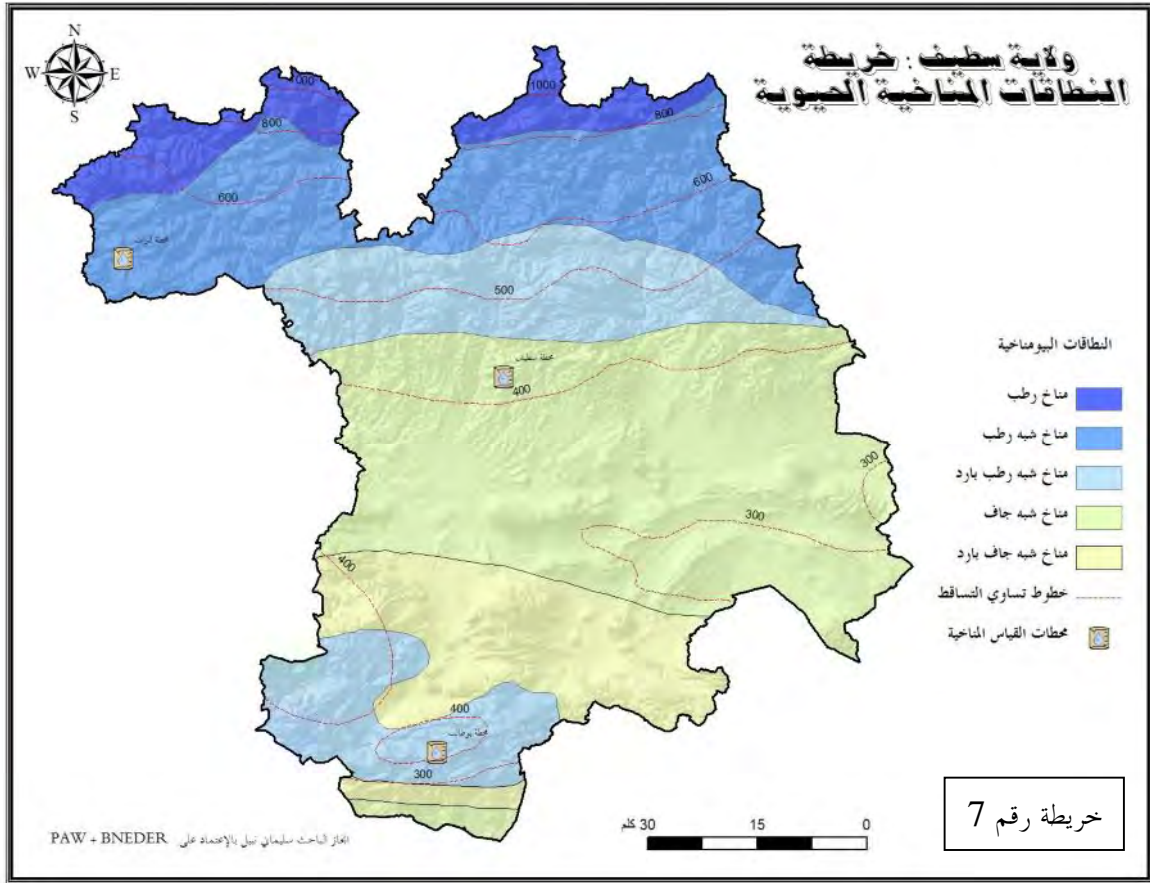 ولاية سطيف : خريطة
النطاقات المناخية الحيوية
N
W
E
S
1000
800
600
1000
800
600
500
محطة سطيف
400
300
300
400
400
300
النطاقات البيومناخية
مناخ رطب
مناخ شبه رطب
مناخ شبه رطب بارد
مناخ شبه جاف
مناخ شبه جاف بارد
خطوط تساوي التساقط
محطات القياس المناخية
انجاز الباحث سليماني نبيل بالإعتماد على PAW + BNEDER
30 كلم
15
0
خريطة رقم 7